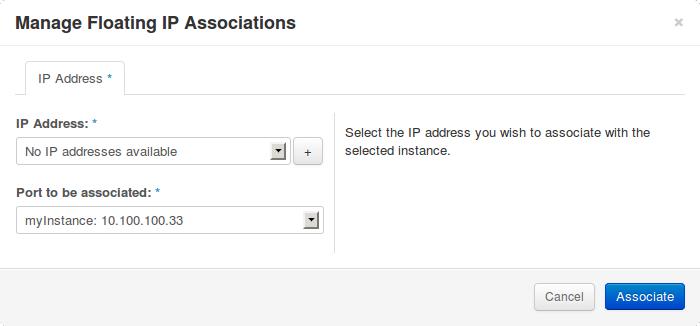 Manage Floating IP Associations
×
IP Address *
IP Address: *
No IP addresses available
+
Port to be associated: *
myInstance: 10.100.100.33
Select the IP address you wish to associate with the
selected instance.
Cancel
Associate